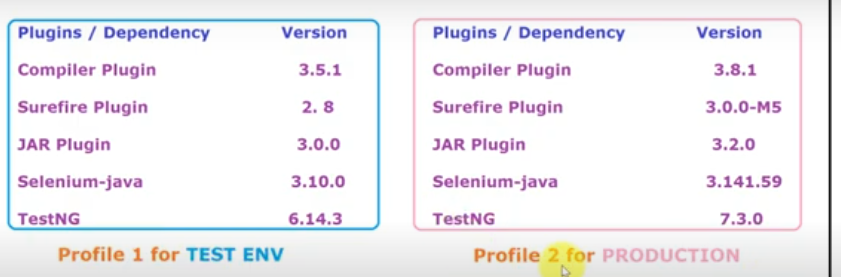 Plugins / Dependency Version
Compiler Plugin 3.5.1
Surefire Plugin 2. 8
JAR Plugin 3.0.0
Selenium-java 3.10.0
TestNG 6.14.3
Profile 1 for TEST ENV
Plugins / Dependency Version
Compiler Plugin 3.8.1
Surefire Plugin 3.0.0-M5
JAR Plugin 3.2.0
Selenium-java 3.141.59
TestNG 7.3.0
Profile 2 for PRODUCTION